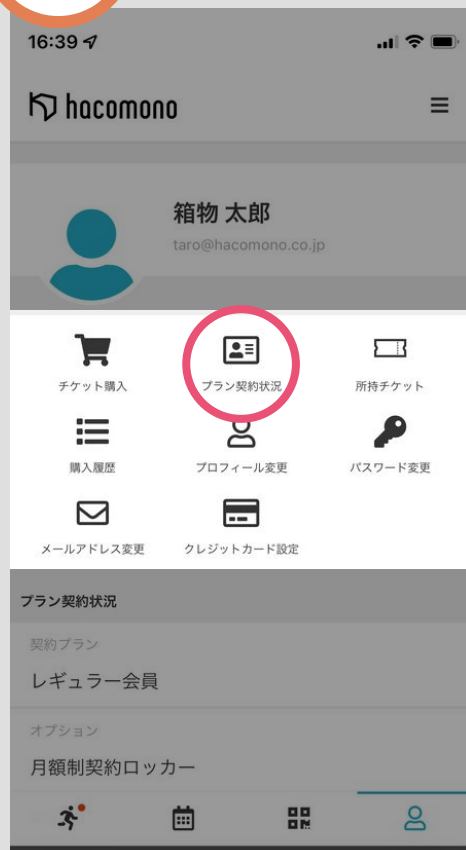 16:39
hacomono
箱物 太郎
taro@hacomono.co.jp
チケット購入
プラン契約状況
所持チケット
購入履歴
プロフィール変更
パスワード変更
メールアドレス変更
クレジットカード設定
プラン契約状況
契約プラン
レギュラー会員
オプション
月額制契約ロッカー